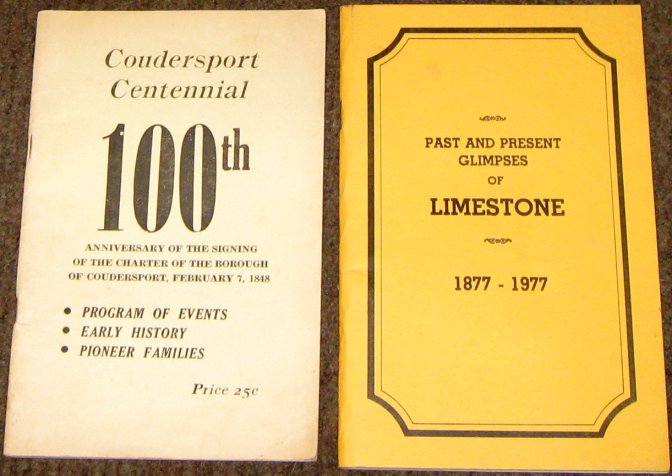 Coudersport
Centennial
100th
ANNIVERSARY OF THE SIGNING
OF THE CHARTER OF THE BOROUGH
OF COUDERSPORT, FEBRUARY 7, 1848
• PROGRAM OF EVENTS
• EARLY HISTORY
• PIONEER FAMILIES
Price 25c
PAST AND PRESENT
GLIMPSES
OF
LIMESTONE
1877 - 1977